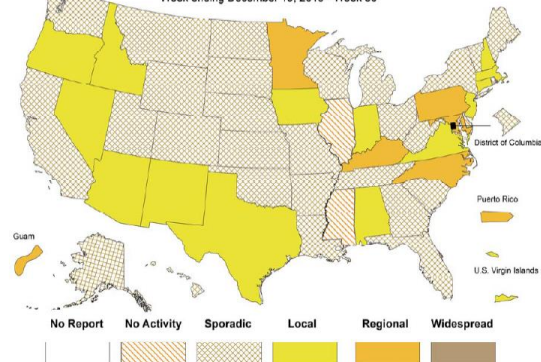 District of Columbia
Puerto Rico
Guam
U.S. Virgin Islands
No Report
No Activity
Sporadic
Local
Regional
Widespread